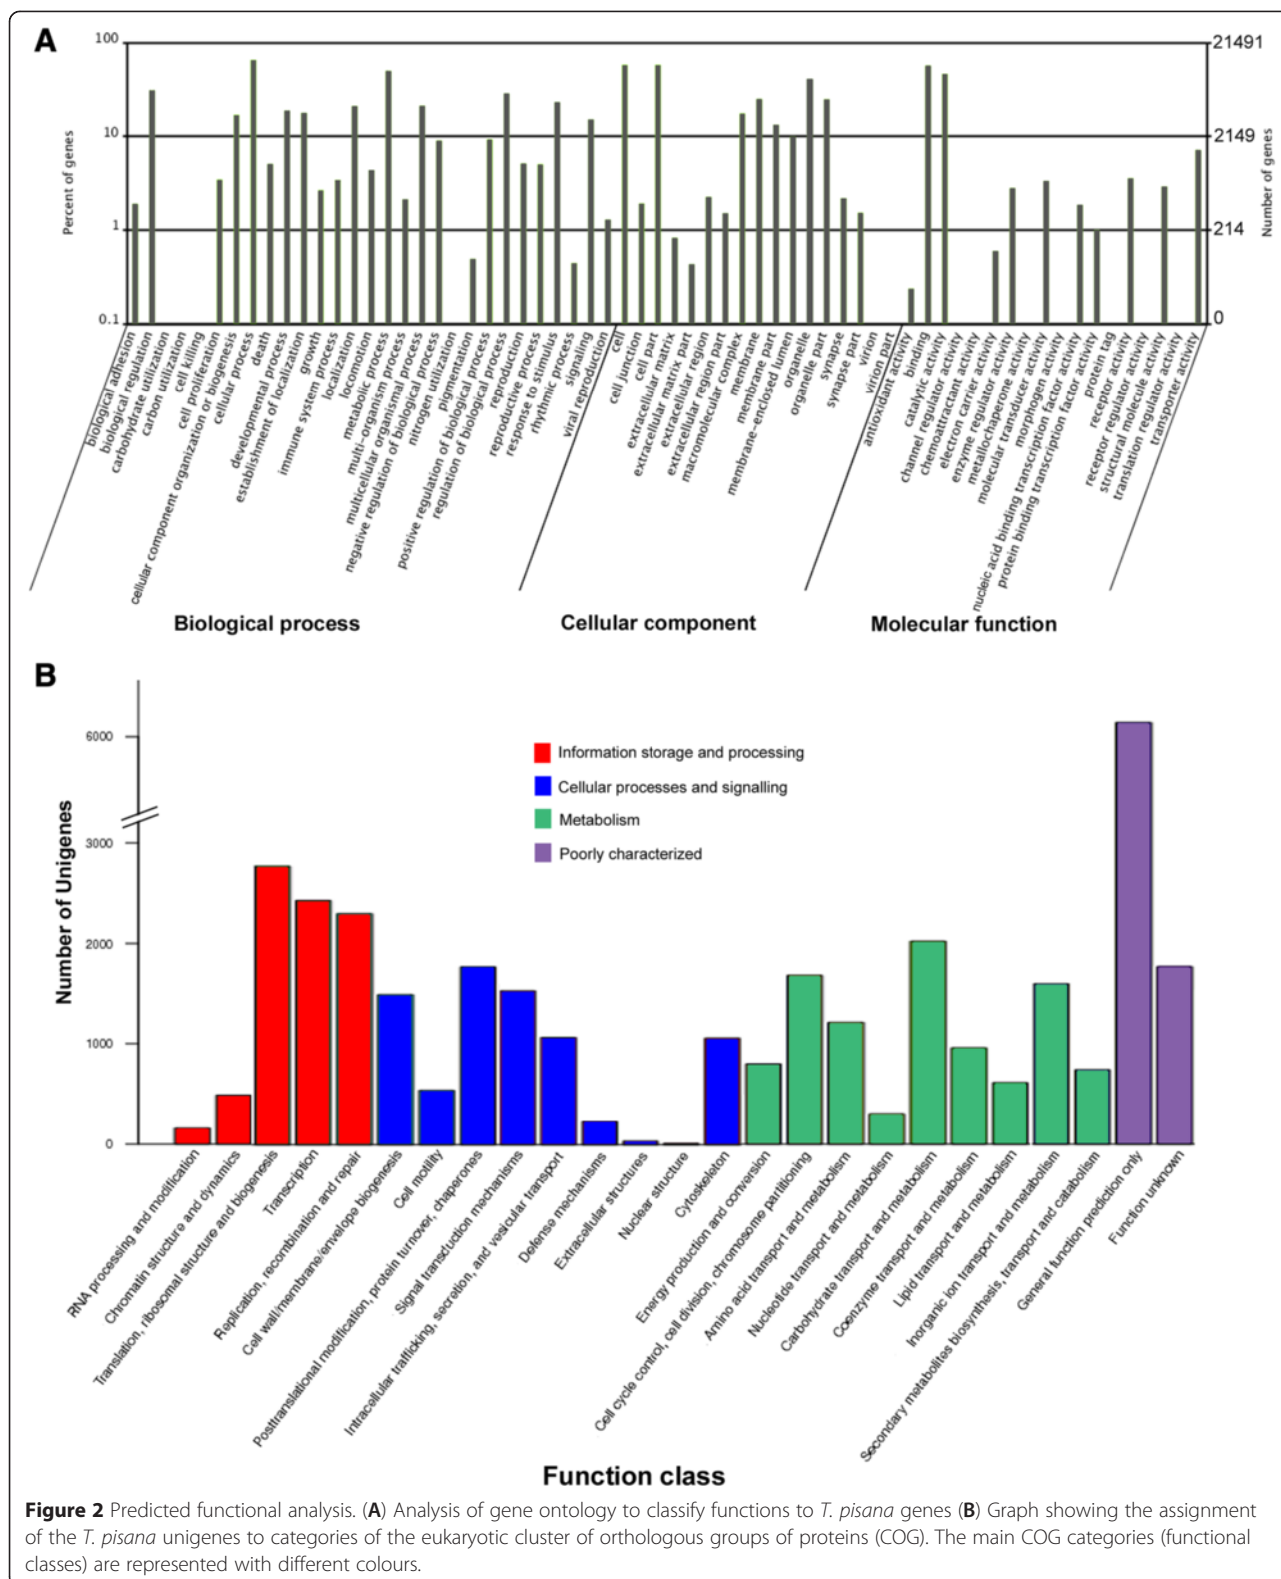 A
100
10
1
0.1
Percent of genes
21491
2149
214
0
Number of genes
biological adhesion
biological regulation
carbohydrate utilization
carbon utilization
cell killing
cell proliferation
cellular component organization or biogenesis
cellular process
death
developmental process
establishment of localization
growth
immune system process
localization
locomotion
metabolic process
multi-organism process
multicellular organismal process
negative regulation of biological process
nitrogen utilization
pigmentation
positive regulation of biological process
regulation of biological process
reproduction
reproductive process
response to stimulus
rhythmic process
signaling
viral reproduction
cell
cell junction
cell part
extracellular matrix
extracellular matrix part
extracellular region
extracellular region part
macromolecular complex
membrane
membrane part
membrane-enclosed lumen
organelle
organelle part
synapse
synapse part
virion
virion part
antioxidant activity
binding
catalytic activity
channel regulator activity
chemoattractant activity
electron carrier activity
enzyme regulator activity
metallochaperone activity
molecular transducer activity
morphogen activity
nucleic acid binding transcription factor activity
protein binding transcription factor activity
protein tag
receptor activity
receptor regulator activity
structural molecule activity
translation regulator activity
transporter activity
Biological process
Cellular component
Molecular function
B
6000
3000
2000
1000
0
Number of Unigenes
Information storage and processing
Cellular processes and signalling
Metabolism
Poorly characterized
RNA processing and modification
Chromatin structure and dynamics
Translation, ribosomal structure and biogenesis
Transcription
Replication, recombination and repair
Cell wall/membrane/envelope biogenesis
Cell motility
Posttranslational modification, protein turnover, chaperones
Signal transduction mechanisms
Intracellular trafficking, secretion, and vesicular transport
Defense mechanisms
Extracellular structures
Nuclear structure
Cytoskeleton
Energy production and conversion
Cell cycle control, cell division, chromosome partitioning
Amino acid transport and metabolism
Nucleotide transport and metabolism
Carbohydrate transport and metabolism
Coenzyme transport and metabolism
Lipid transport and metabolism
Inorganic ion transport and metabolism
Secondary metabolites biosynthesis, transport and catabolism
General function prediction only
Function unknown
Function class
Figure 2 Predicted functional analysis. (A) Analysis of gene ontology to classify functions to T. pisana genes (B) Graph showing the assignment
of the T. pisana unigenes to categories of the eukaryotic cluster of orthologous groups of proteins (COG). The main COG categories (functional
classes) are represented with different colours.